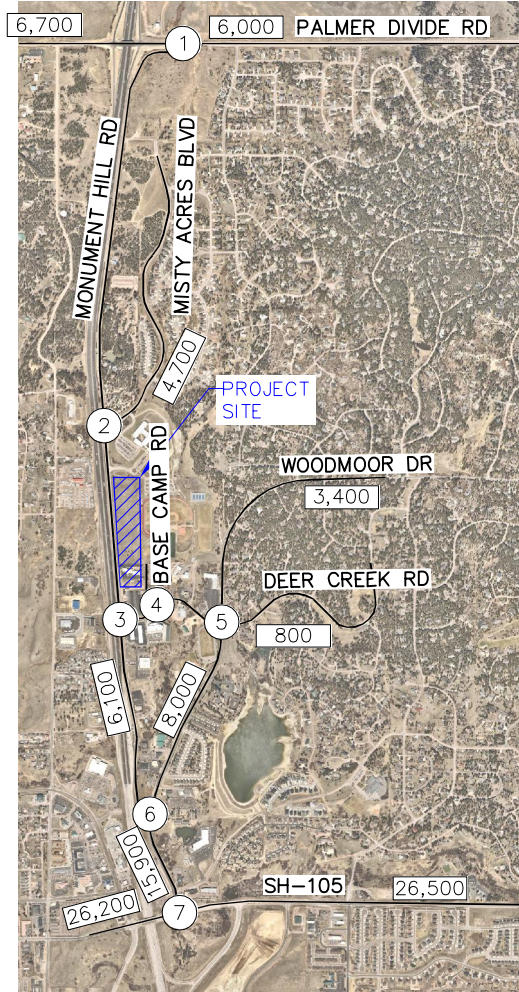 6,700
6,000
PALMER DIVIDE RD
1
MONUMENT HILL RD
MISTY ACRES BLVD
4,700
PROJECT
SITE
2
BASE CAMP RD
WOODMOOR DR
3,400
DEER CREEK RD
3
4
5
800
6,100
8,000
6
15,900
SH-105
26,500
26,200
7